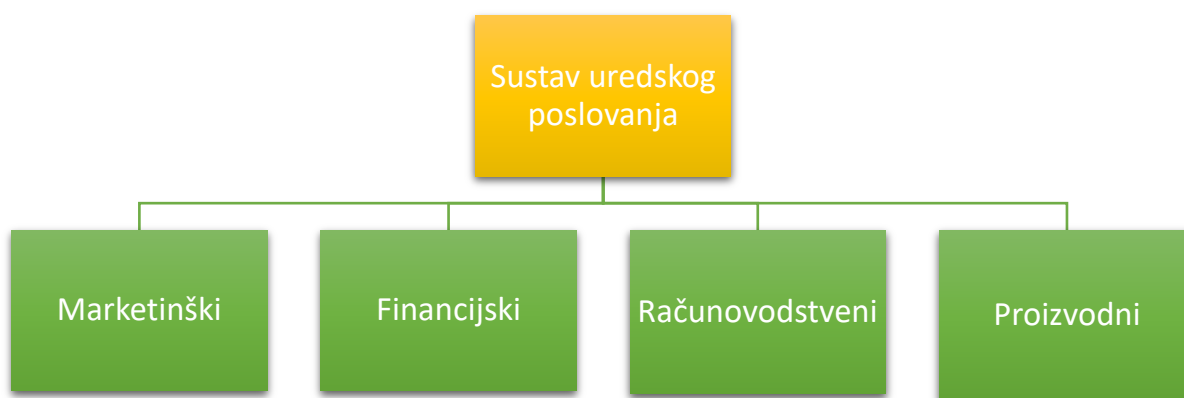 Sustav uredskog
poslovanja
Marketinški
Financijski
Računovodstveni
Proizvodni